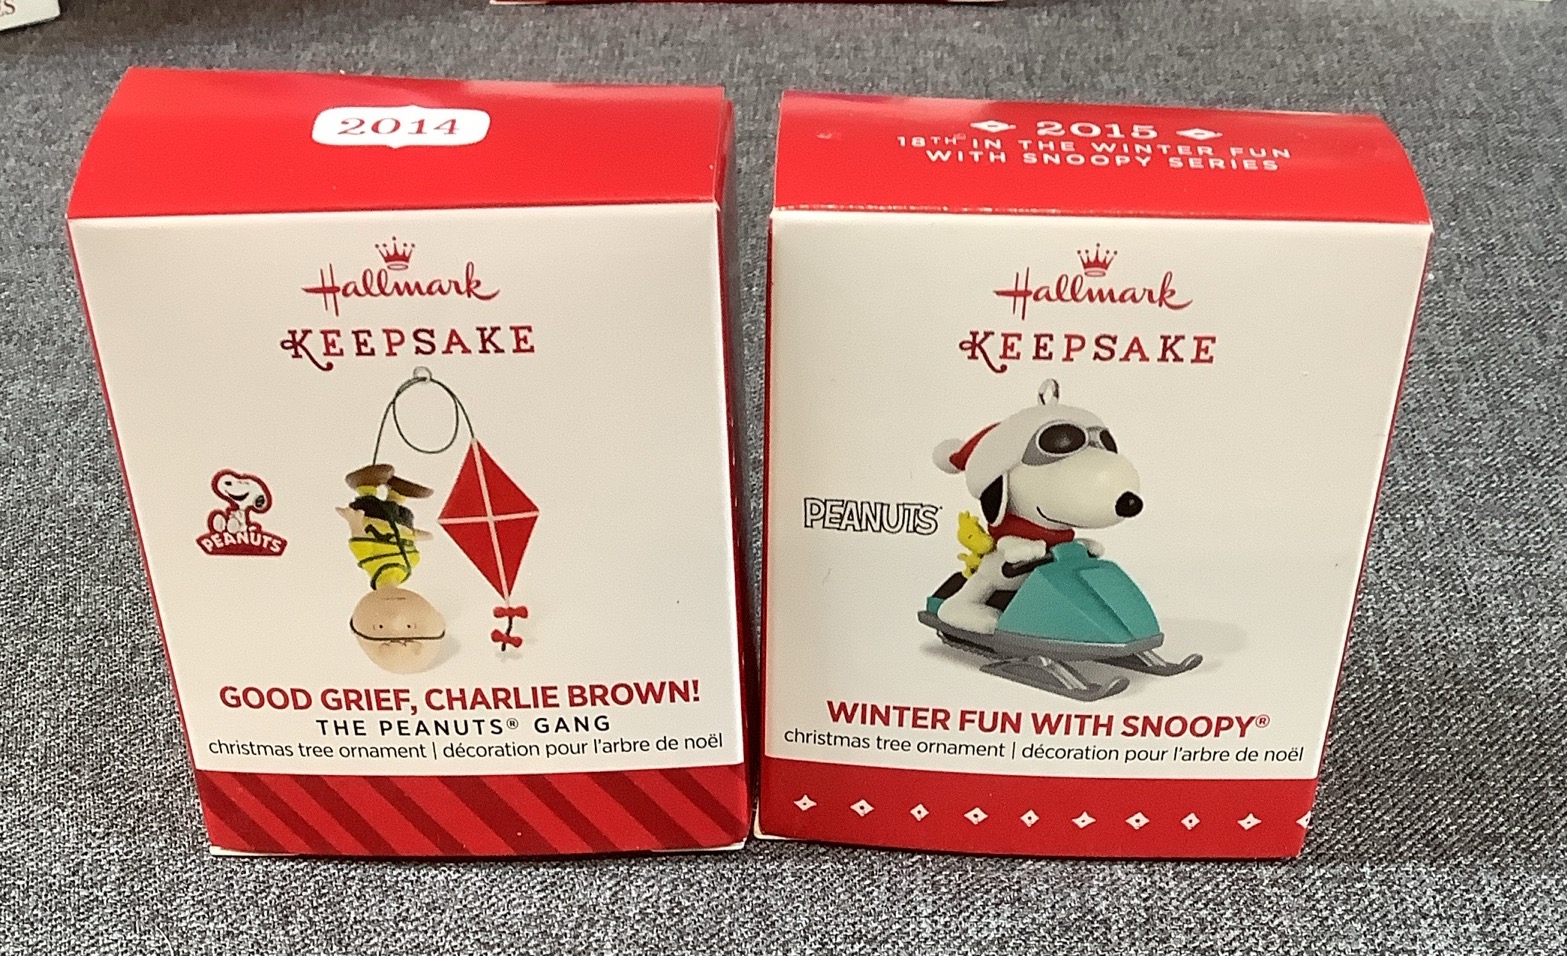 2014
Hallmark
KEEPSAKE
PEANUTS
GOOD GRIEF, CHARLIE BROWN!
THE PEANUTS® GANG
christmas tree ornament | décoration pour l'arbre de noël
2015
18TH IN THE WINTER FUN
WITH SNOOPY SERIES
Hallmark
KEEPSAKE
PEANUTS
WINTER FUN WITH SNOOPY®
christmas tree ornament | décoration pour l'arbre de noël